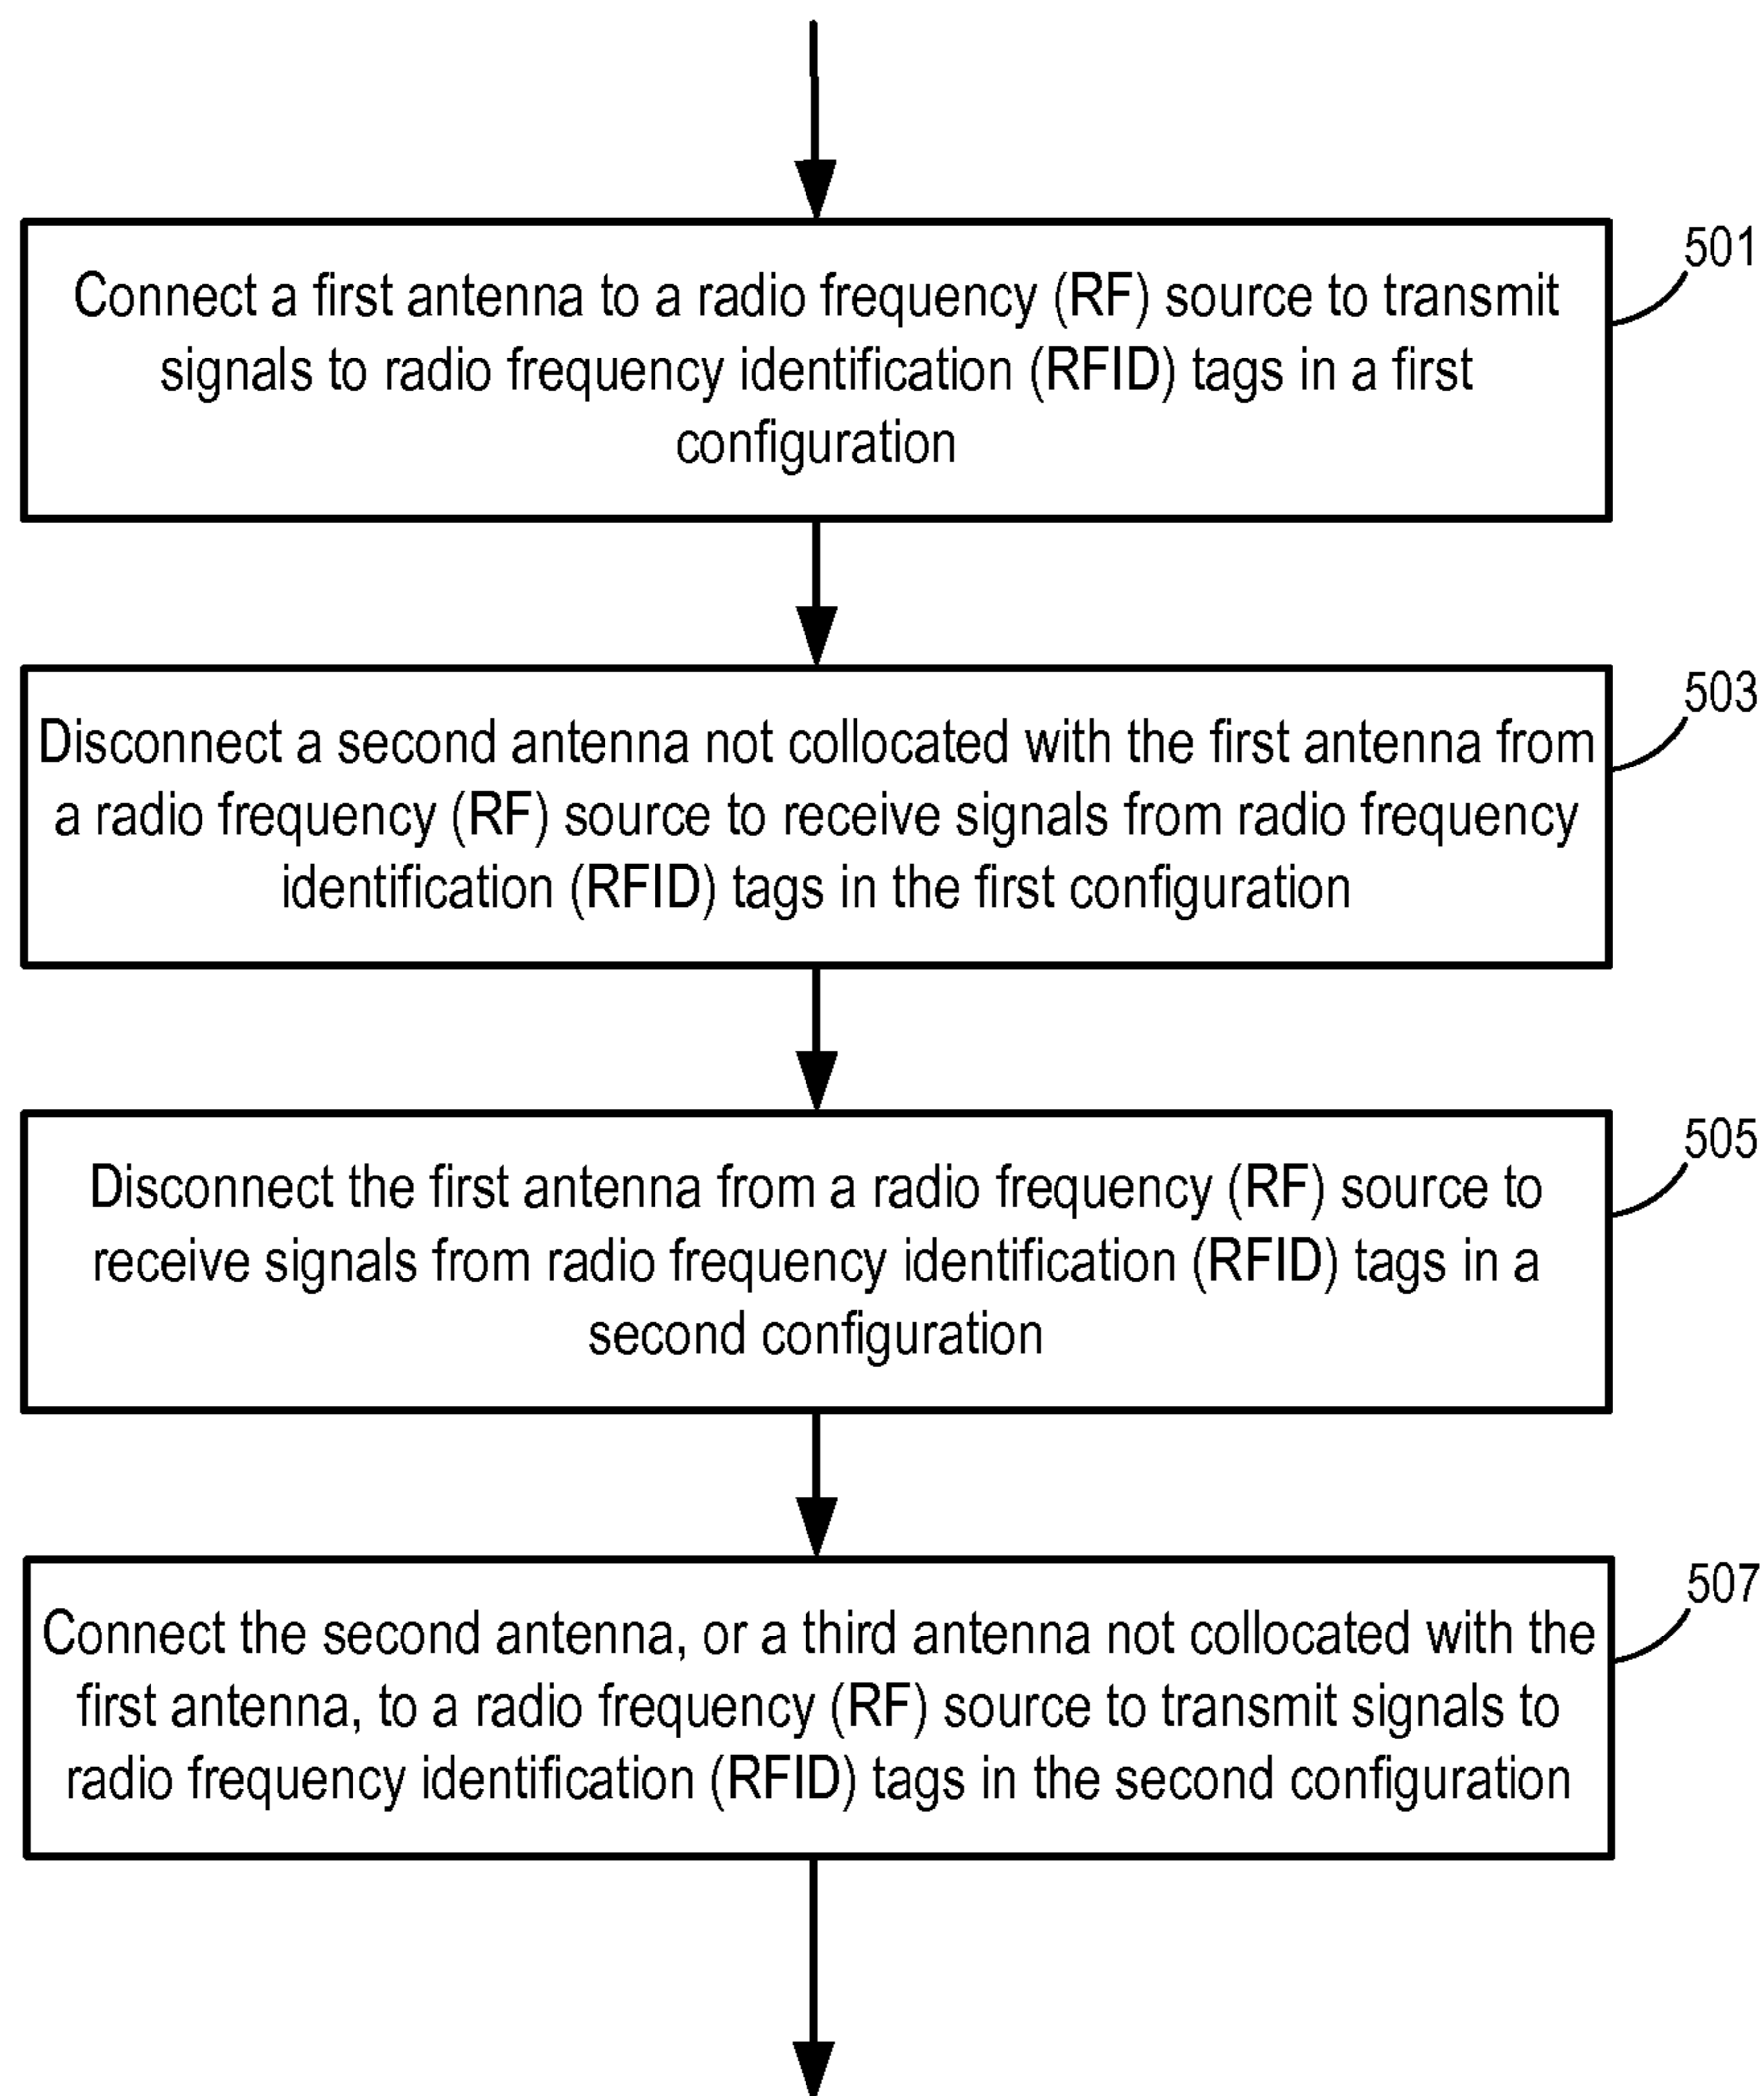 501
Connect a first antenna to a radio frequency (RF) source to transmit
signals to radio frequency identification (RFID) tags in a first
configuration
503
Disconnect a second antenna not collocated with the first antenna from
a radio frequency (RF) source to receive signals from radio frequency
identification (RFID) tags in the first configuration
505
Disconnect the first antenna from a radio frequency (RF) source to
receive signals from radio frequency identification (RFID) tags in a
second configuration
507
Connect the second antenna, or a third antenna not collocated with the
first antenna, to a radio frequency (RF) source to transmit signals to
radio frequency identification (RFID) tags in the second configuration